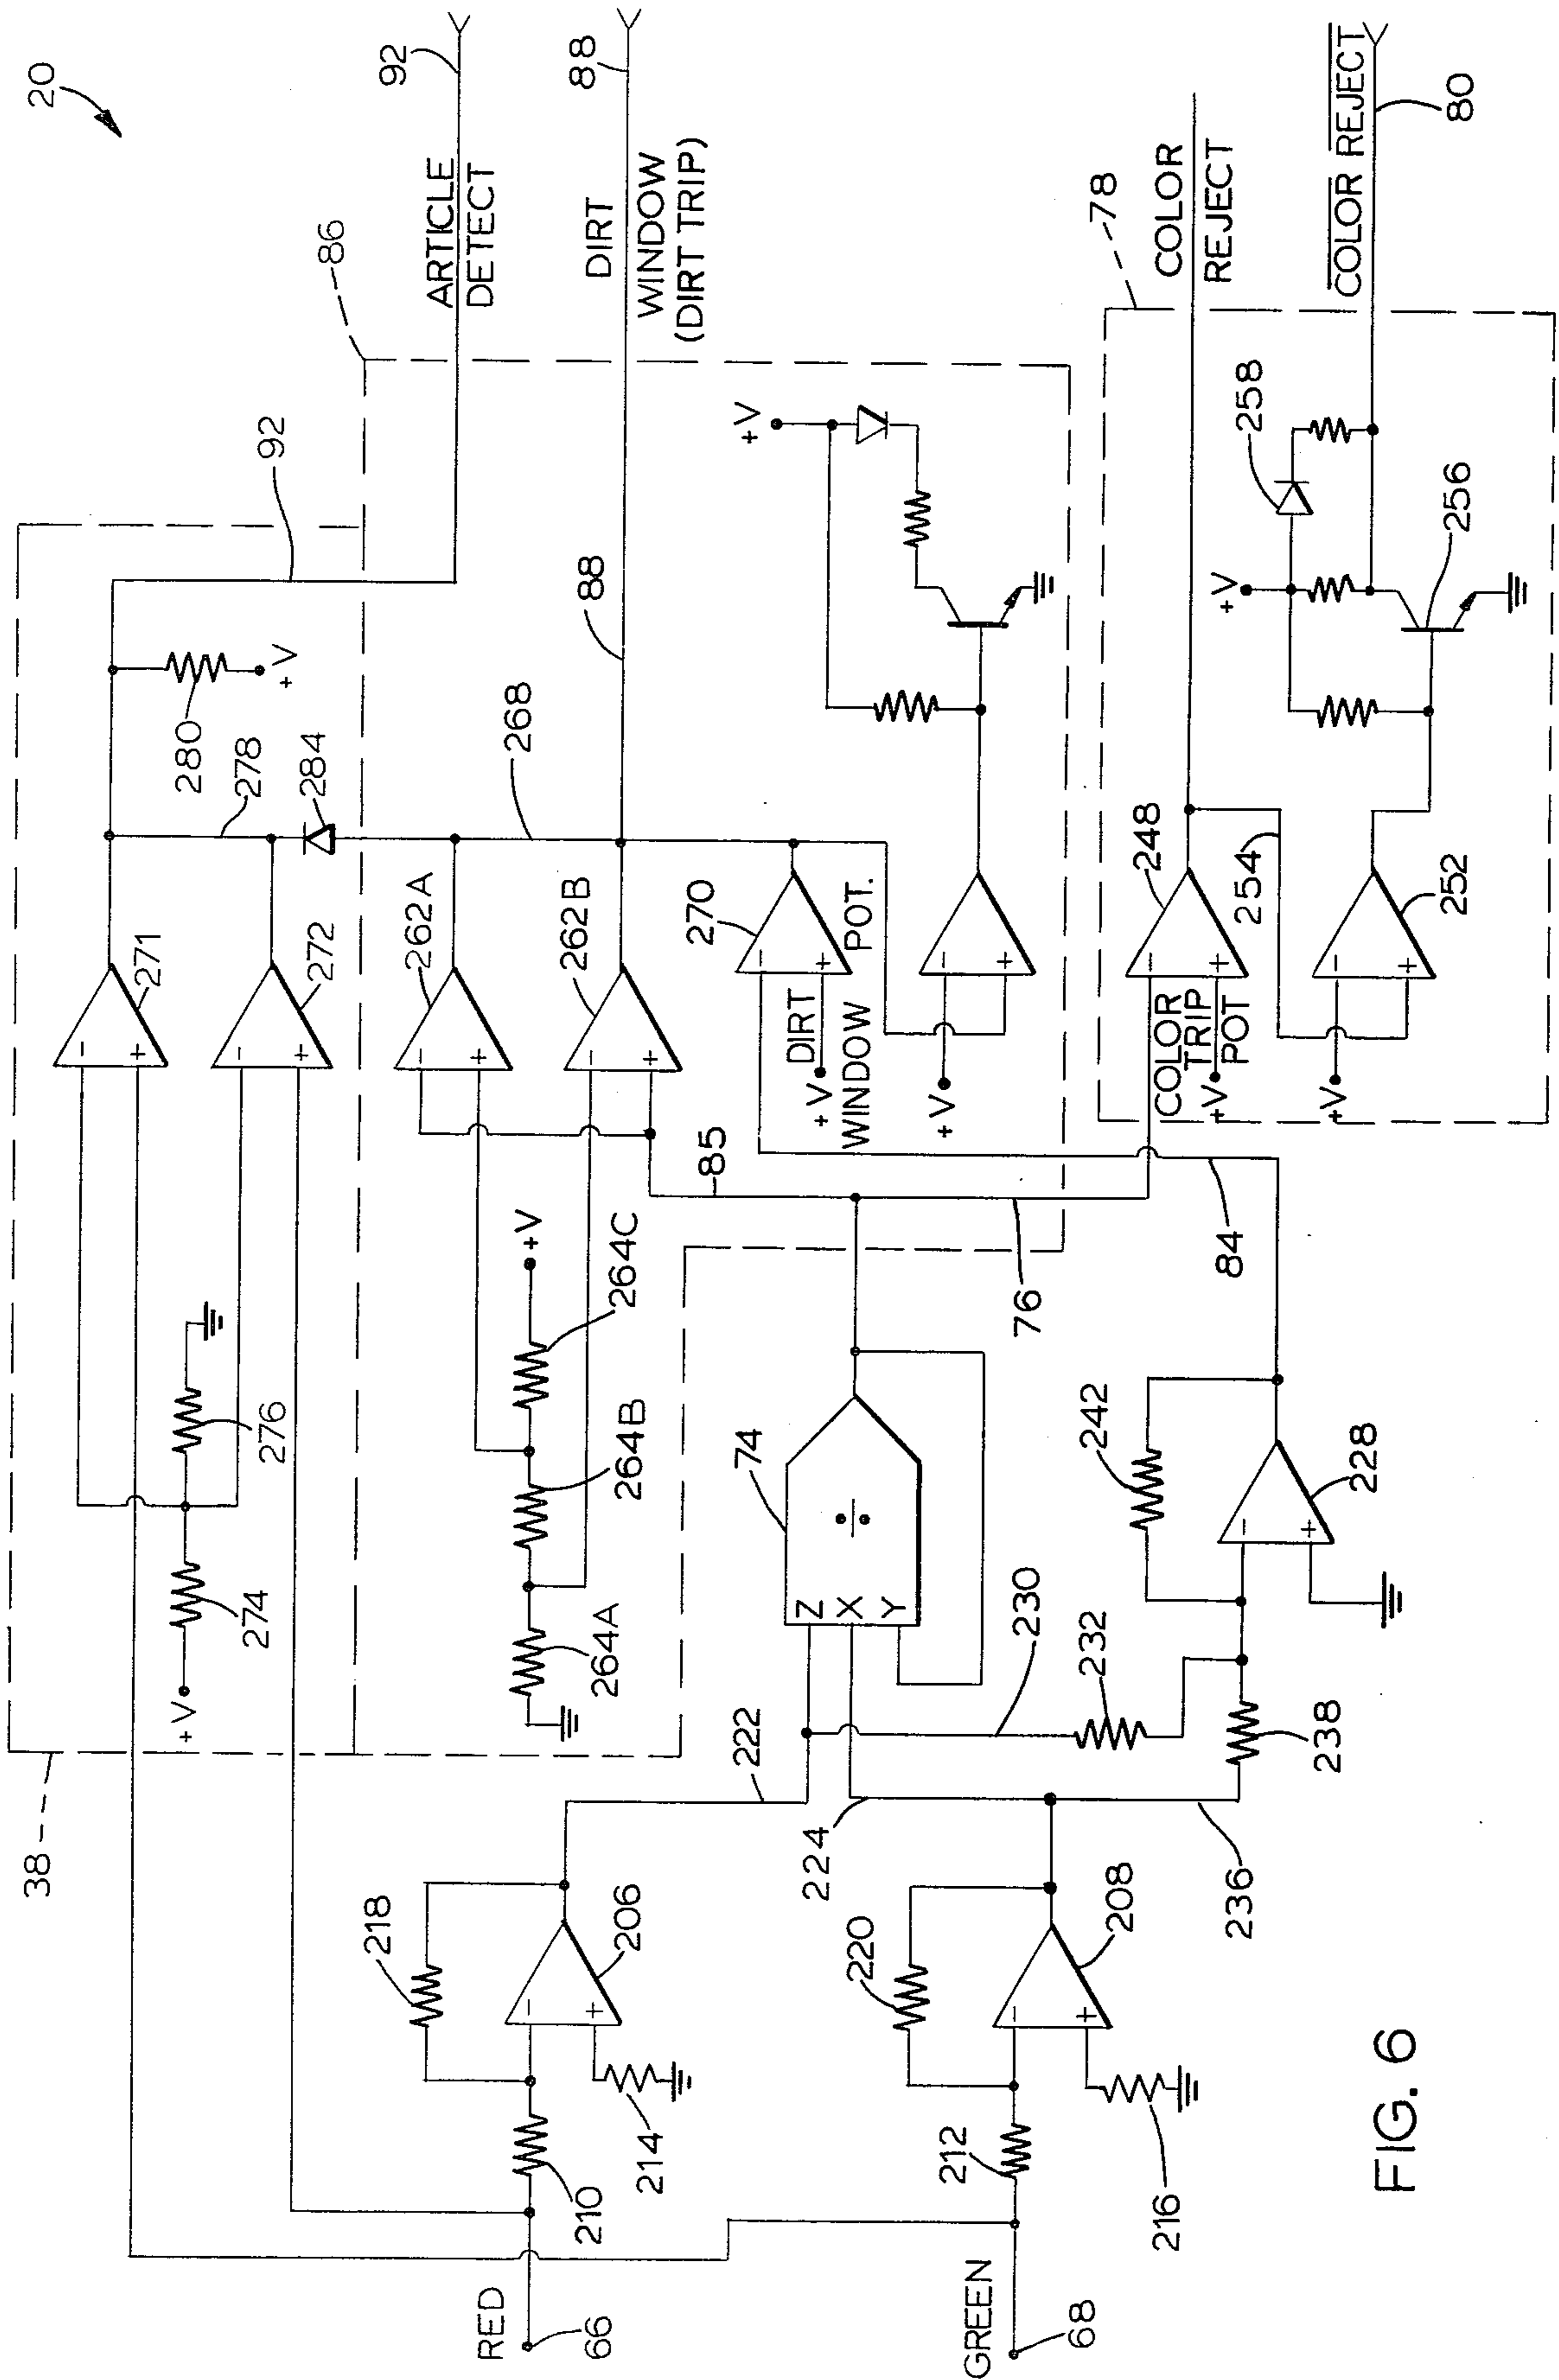 20
92
ARTICLE
DETECT
88
DIRT
WINDOW
(DIRT TRIP)
86
COLOR
REJECT
COLOR REJECT
80
78
92
280
+V
278
284
268
88
271
272
262A
262B
270
DIRT
WINDOW
POT.
+V
+V
+V
258
+V
256
248
254
252
COLOR
TRIP
POT
+V
+V
-
+
-
+
-
+
-
+
-
+
-
+
-
+
-
+
38
274
276
+V
+V
264A
264B
264C
85
76
84
74
÷
Z
X
Y
222
224
230
232
236
238
242
-
+
228
218
-
+
206
210
214
220
-
+
208
212
216
RED
66
GREEN
68
FIG. 6